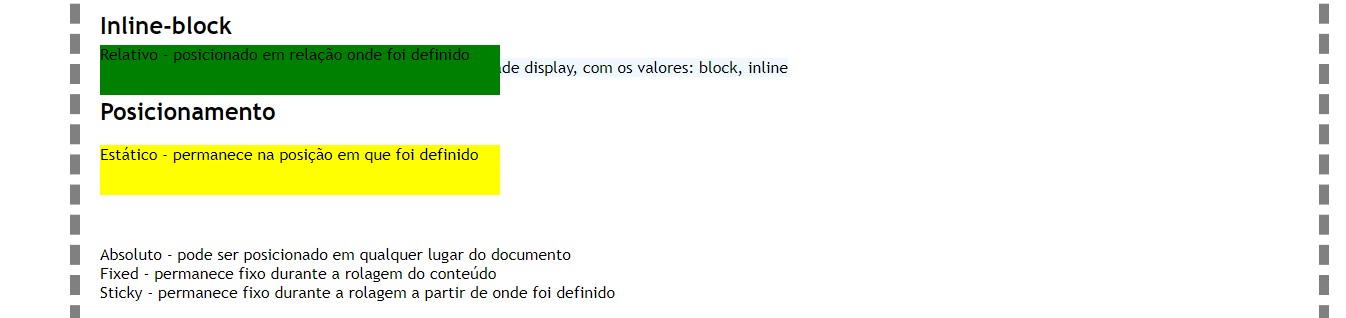 Inline-block
Relativo - posicionado em relação onde foi definido
display, com os valores: block, inline
Posicionamento
Estático - permanece na posição em que foi definido
Absoluto - pode ser posicionado em qualquer lugar do documento
Fixed - permanece fixo durante a rolagem do conteúdo
Sticky - permanece fixo durante a rolagem a partir de onde foi definido